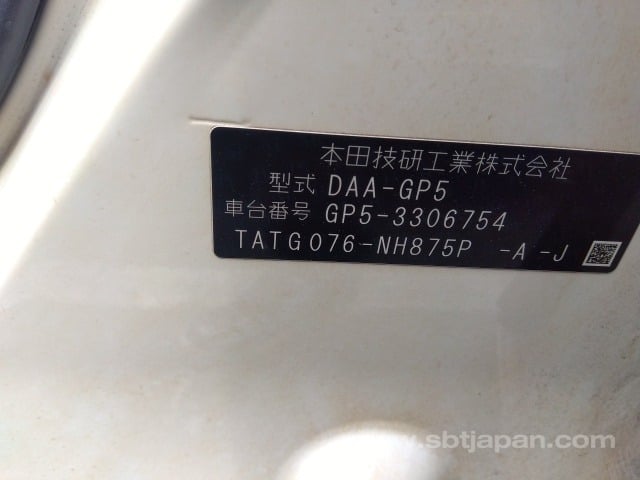 本田技研工業株式会社
型式 DAA-GP5
車台番号 GP5-3306754
TATG076-NH875P -A -J
www.sbtjapan.com